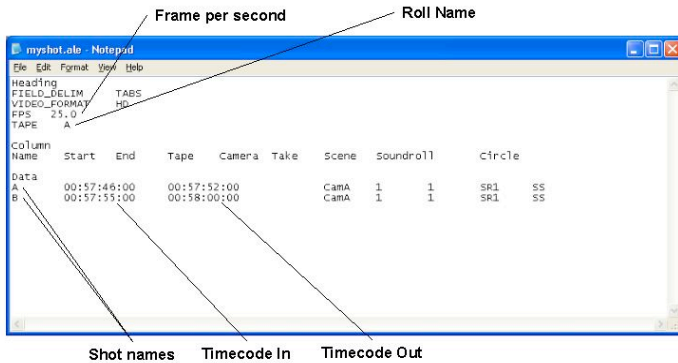 Frame per second
Roll Name
myshot.ale - Notepad
File Edit Format View Help
Heading
FIELD_DELIM TABS
VIDEO_FORMAT HD
FPS 25.0
TAPE A
Column
Name Start End Tape Camera Take Scene Soundroll Circle
Data
A 00:57:46:00 00:57:52:00 CamA 1 1 SR1 SS
B 00:57:55:00 00:58:00:00 CamA 1 1 SR1 SS
Shot names
Timecode In
Timecode Out